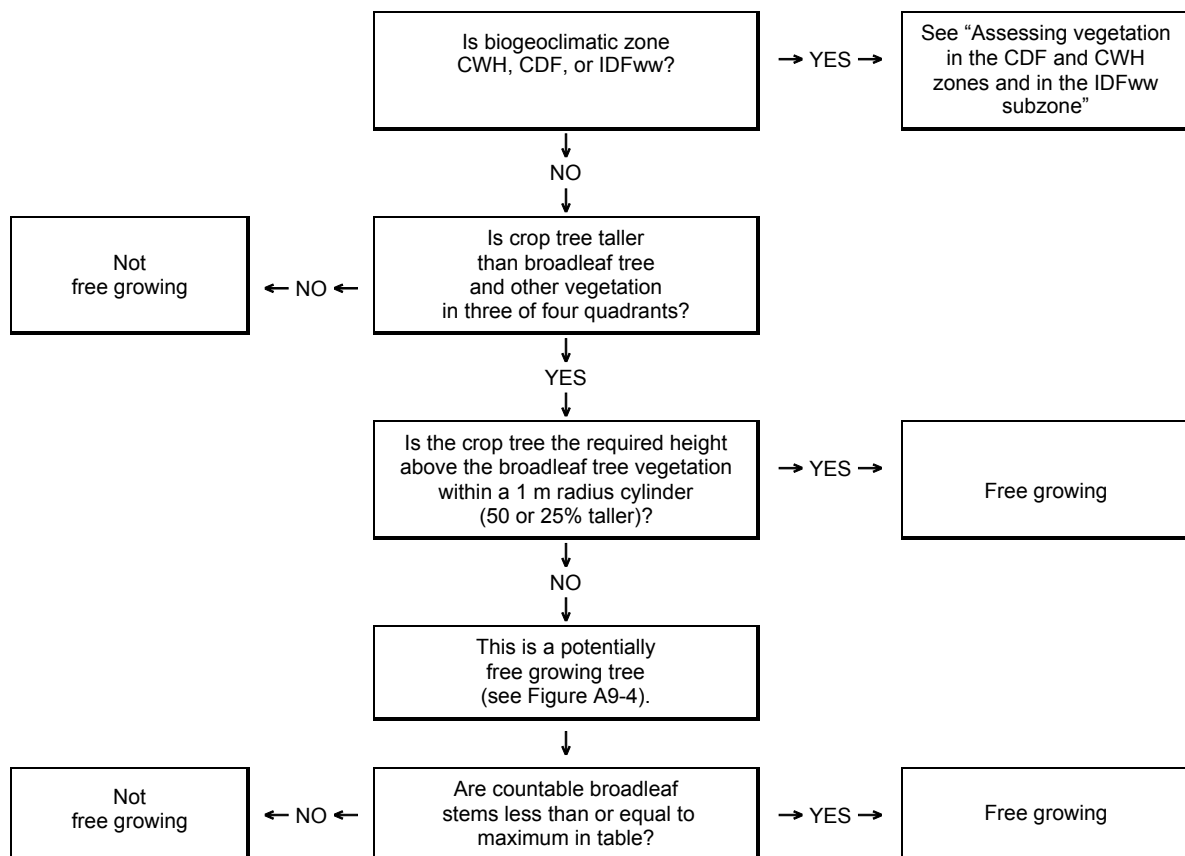 Is biogeoclimatic zone
CWH, CDF, or IDFww?
YES
See “Assessing vegetation
in the CDF and CWH
zones and in the IDFww
subzone”
NO
Is crop tree taller
than broadleaf tree
and other vegetation
in three of four quadrants?
NO
Not
free growing
YES
Is the crop tree the required height
above the broadleaf tree vegetation
within a 1 m radius cylinder
(50 or 25% taller)?
YES
Free growing
NO
This is a potentially
free growing tree
(see Figure A9-4).
Are countable broadleaf
stems less than or equal to
maximum in table?
NO
Not
free growing
YES
Free growing